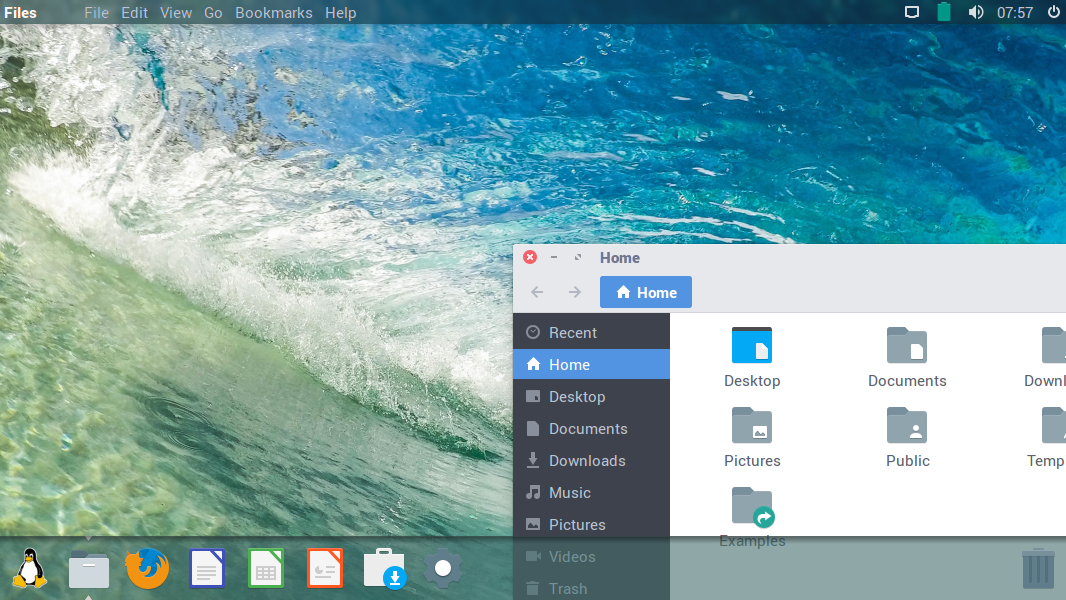 Files File Edit View Go Bookmarks Help 07:57
Home
Home
Recent
Home
Desktop
Documents
Downloads
Music
Pictures
Videos
Trash
Desktop Documents Downl
Pictures Public Temp
Examples